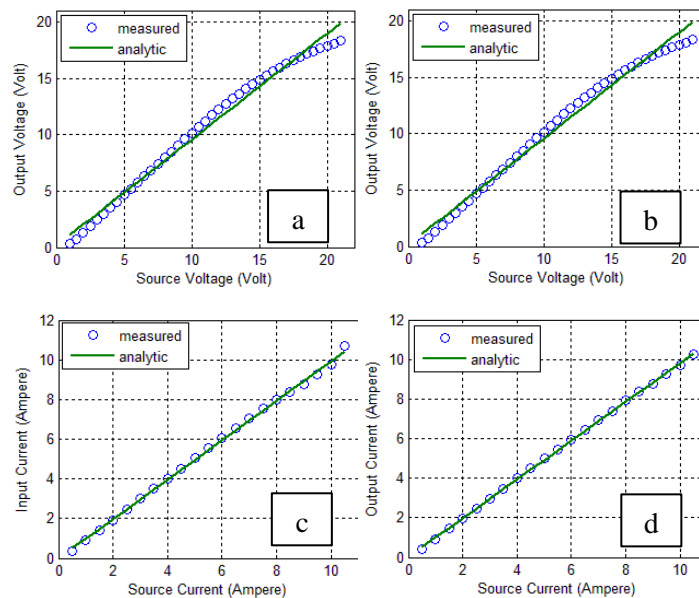 20
15
10
5
0
0 5 10 15 20
Output Voltage (Volt)
Source Voltage (Volt)
measured
analytic
a
20
15
10
5
0
0 5 10 15 20
Output Voltage (Volt)
Source Voltage (Volt)
measured
analytic
b
12
10
8
6
4
2
0
0 2 4 6 8 10
Input Current (Ampere)
Source Current (Ampere)
measured
analytic
c
12
10
8
6
4
2
0
0 2 4 6 8 10
Output Current (Ampere)
Source Current (Ampere)
measured
analytic
d